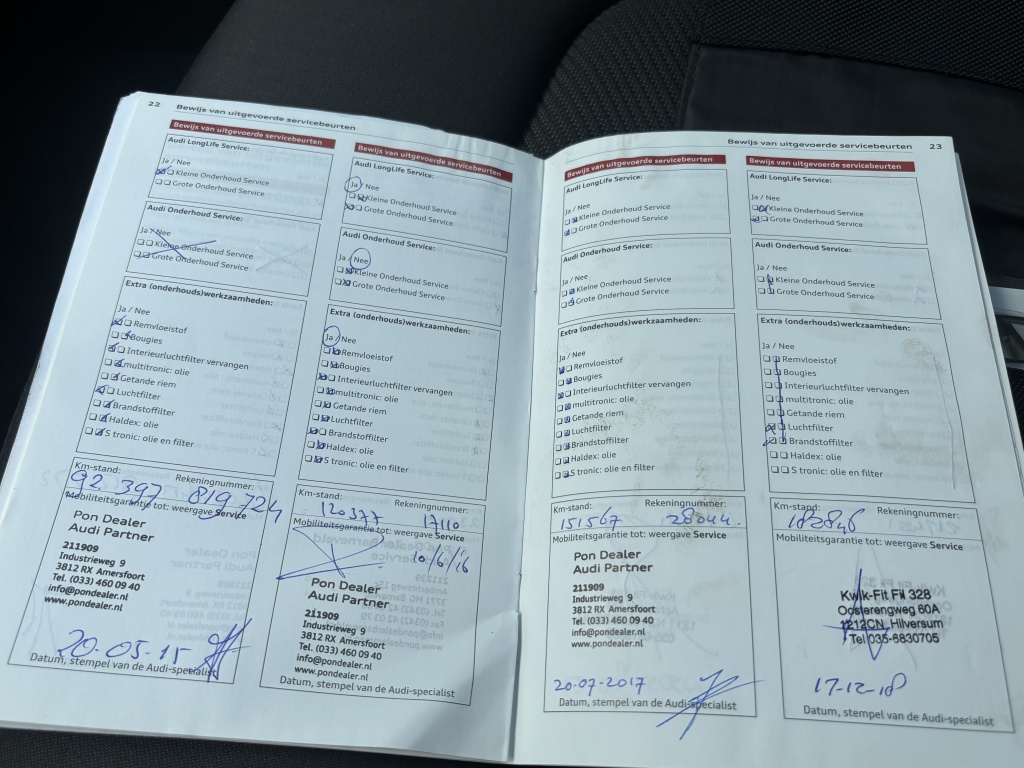 22 Bewijs van uitgevoerde servicebeurten
Bewijs van uitgevoerde servicebeurten
Audi LongLife Service:
Ja / Nee
Kleine Onderhoud Service
Grote Onderhoud Service
Audi Onderhoud Service:
Ja / Nee
Kleine Onderhoud Service
Grote Onderhoud Service
Extra (onderhouds)werkzaamheden:
Ja / Nee
Remvloeistof
Bougies
Interieurluchtfilter vervangen
multitronic: olie
Getande riem
Luchtfilter
Brandstoffilter
Haldex: olie
S tronic: olie en filter
Km-stand: Rekeningnummer:
92 397 819724
Mobiliteitsgarantie tot: weergave Service
Pon Dealer
Audi Partner
211909
Industrieweg 9
3812 RX Amersfoort
Tel. (033) 460 09 40
info@pondealer.nl
www.pondealer.nl
20-05-15
Datum, stempel van de Audi-specialist
Bewijs van uitgevoerde servicebeurten
Audi LongLife Service:
Ja / Nee
Kleine Onderhoud Service
Grote Onderhoud Service
Audi Onderhoud Service:
Ja / Nee
Kleine Onderhoud Service
Grote Onderhoud Service
Extra (onderhouds)werkzaamheden:
Ja / Nee
Remvloeistof
Bougies
Interieurluchtfilter vervangen
multitronic: olie
Getande riem
Luchtfilter
Brandstoffilter
Haldex: olie
S tronic: olie en filter
Km-stand: Rekeningnummer:
120377 17110
Mobiliteitsgarantie tot: weergave Service
10/6/16
Pon Dealer
Audi Partner
211909
Industrieweg 9
3812 RX Amersfoort
Tel. (033) 460 09 40
info@pondealer.nl
www.pondealer.nl
Datum, stempel van de Audi-specialist
Bewijs van uitgevoerde servicebeurten 23
Bewijs van uitgevoerde servicebeurten
Audi LongLife Service:
Ja / Nee
Kleine Onderhoud Service
Grote Onderhoud Service
Audi Onderhoud Service:
Ja / Nee
Kleine Onderhoud Service
Grote Onderhoud Service
Extra (onderhouds)werkzaamheden:
Ja / Nee
Remvloeistof
Bougies
Interieurluchtfilter vervangen
multitronic: olie
Getande riem
Luchtfilter
Brandstoffilter
Haldex: olie
S tronic: olie en filter
Km-stand: Rekeningnummer:
151567 28044.
Mobiliteitsgarantie tot: weergave Service
Pon Dealer
Audi Partner
211909
Industrieweg 9
3812 RX Amersfoort
Tel. (033) 460 09 40
info@pondealer.nl
www.pondealer.nl
20-07-2017
Datum, stempel van de Audi-specialist
Bewijs van uitgevoerde servicebeurten
Audi LongLife Service:
Ja / Nee
Kleine Onderhoud Service
Grote Onderhoud Service
Audi Onderhoud Service:
Ja / Nee
Kleine Onderhoud Service
Grote Onderhoud Service
Extra (onderhouds)werkzaamheden:
Ja / Nee
Remvloeistof
Bougies
Interieurluchtfilter vervangen
multitronic: olie
Getande riem
Luchtfilter
Brandstoffilter
Haldex: olie
S tronic: olie en filter
Km-stand: Rekeningnummer:
182846
Mobiliteitsgarantie tot: weergave Service
Kwik-Fit Fil 328
Oosterengweg 60A
1212CN Hilversum
Tel 035-6830705
17-12-18
Datum, stempel van de Audi-specialist